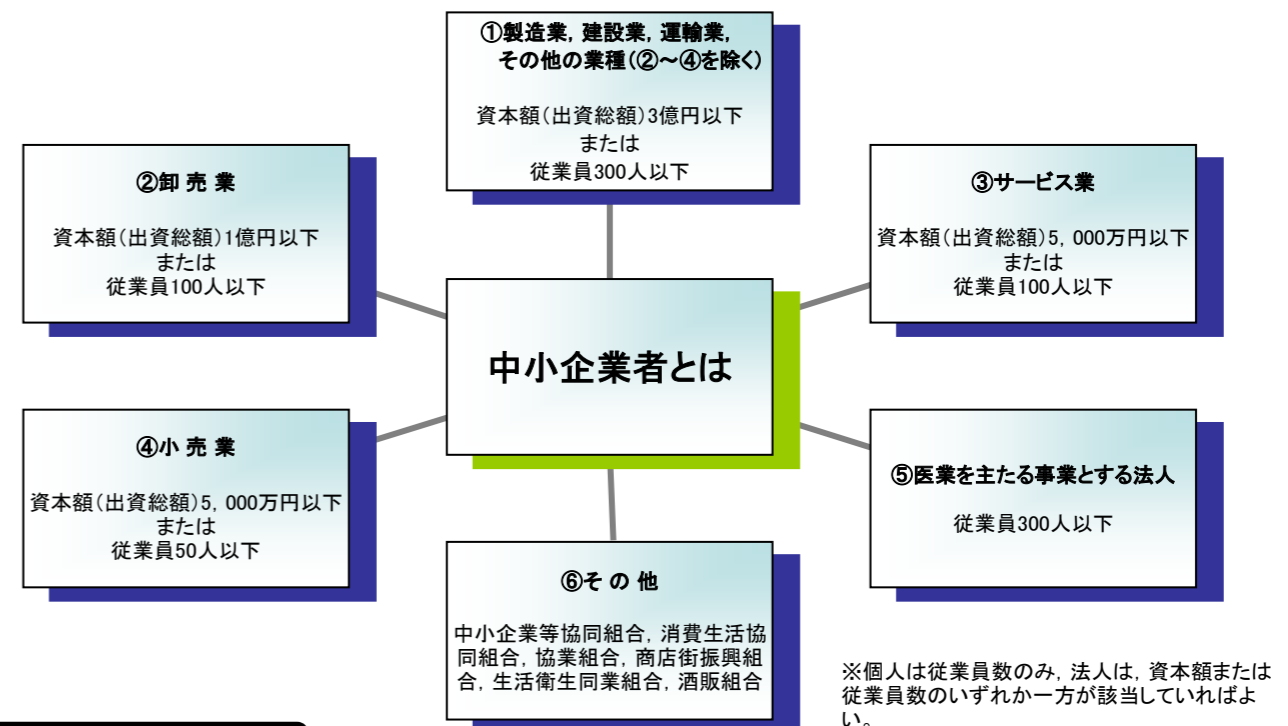 ①製造業，建設業，運輸業，
その他の業種（②～④を除く）
資本額（出資総額）3億円以下
または
従業員300人以下
②卸 売 業
資本額（出資総額）1億円以下
または
従業員100人以下
③サービス業
資本額（出資総額）5，000万円以下
または
従業員100人以下
中小企業者とは
④小 売 業
資本額（出資総額）5，000万円以下
または
従業員50人以下
⑤医業を主たる事業とする法人
従業員300人以下
⑥そ の 他
中小企業等協同組合，消費生活協
同組合，協業組合，商店街振興組
合，生活衛生同業組合，酒販組合
※個人は従業員数のみ，法人は，資本額または
従業員数のいずれか一方が該当していればよ
い。